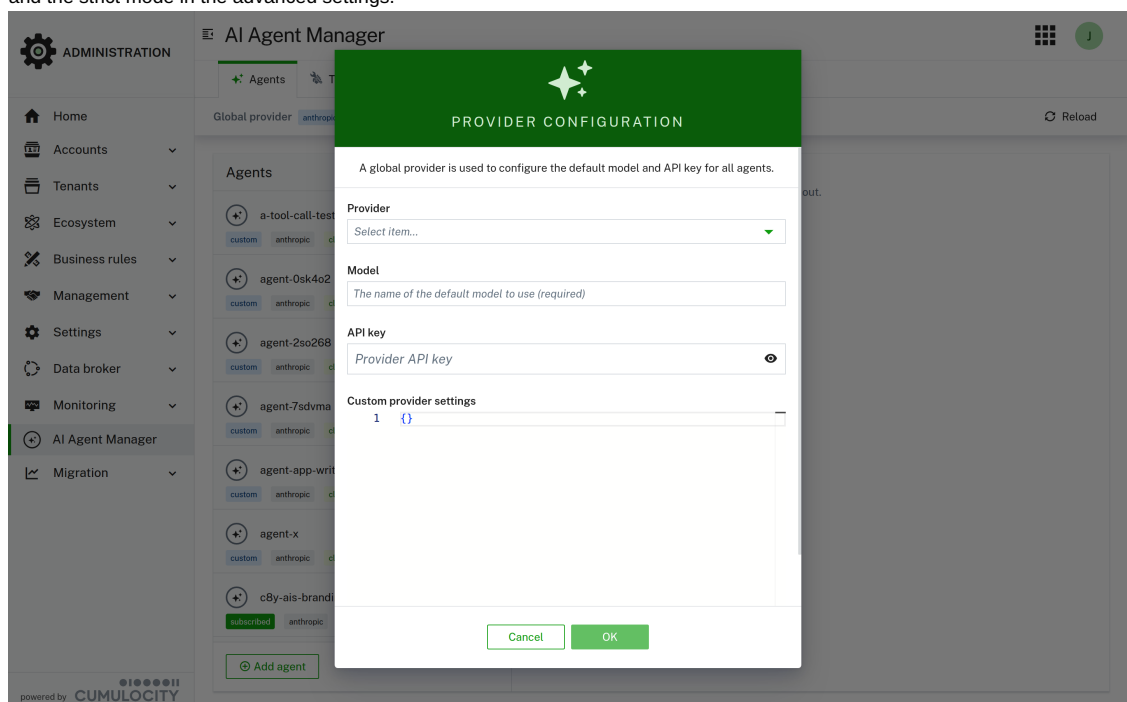 and the strict mode in the advanced settings.
ADMINISTRATION
AI Agent Manager
J
Agents
Global provider
Reload
Home
Accounts
Tenants
Ecosystem
Business rules
Management
Settings
Data broker
Monitoring
AI Agent Manager
Migration
powered by CUMULOCITY
Agents
a-tool-call-test
custom anthropic
agent-0sk4o2
custom anthropic
agent-2so268
custom anthropic
agent-7sdvma
custom anthropic
agent-app-writ
custom anthropic
agent-x
custom anthropic
c8y-ais-brandi
subscribed anthropic
Add agent
out.
PROVIDER CONFIGURATION
A global provider is used to configure the default model and API key for all agents.
Provider
Select item...
Model
The name of the default model to use (required)
API key
Provider API key
Custom provider settings
1 {}
Cancel
OK